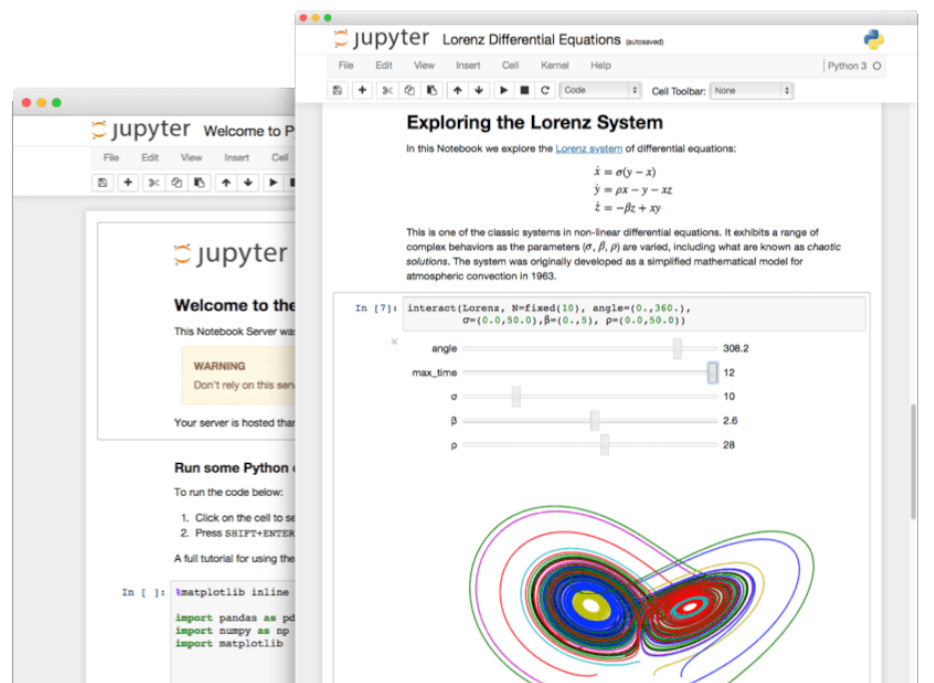 jupyter Lorenz Differential Equations (autosaved)
File Edit View Insert Cell Kernel Help Python 3
Code Cell Toolbar: None
Exploring the Lorenz System
In this Notebook we explore the Lorenz system of differential equations:
ẋ = σ(y − x)
ẏ = ρx − y − xz
ż = −βz + xy
This is one of the classic systems in non-linear differential equations. It exhibits a range of
complex behaviors as the parameters (σ, β, ρ) are varied, including what are known as chaotic
solutions. The system was originally developed as a simplified mathematical model for
atmospheric convection in 1963.
In [7]: interact(Lorenz, N=fixed(10), angle=(0.,360.),
σ=(0.0,50.0),β=(0.,5), ρ=(0.0,50.0))
angle 308.2
max_time 12
σ 10
β 2.6
ρ 28
jupyter Welcome to P
File Edit View Insert Cell
jupyter
Welcome to the
This Notebook Server was
WARNING
Don't rely on this serv
Your server is hosted than
Run some Python
To run the code below:
1. Click on the cell to se
2. Press SHIFT+ENTER
A full tutorial for using the
In [ ]: %matplotlib inline
import pandas as pd
import numpy as np
import matplotlib